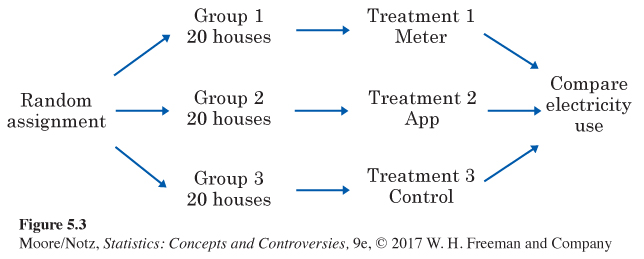 Random
assignment
Group 1
20 houses
Treatment 1
Meter
Group 2
20 houses
Treatment 2
App
Group 3
20 houses
Treatment 3
Control
Compare
electricity
use
Figure 5.3
Moore/Notz, Statistics: Concepts and Controversies, 9e, © 2017 W. H. Freeman and Company